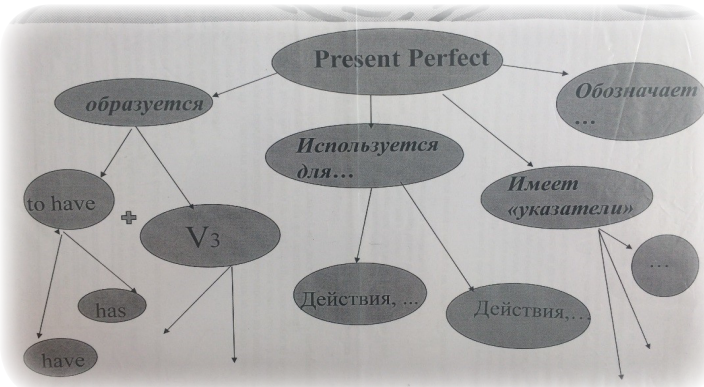 Present Perfect
образуется
Обозначает
…
Используется
для…
Имеет
«указатели»
to have
+
V3
…
has
Действия, ...
Действия,…
have